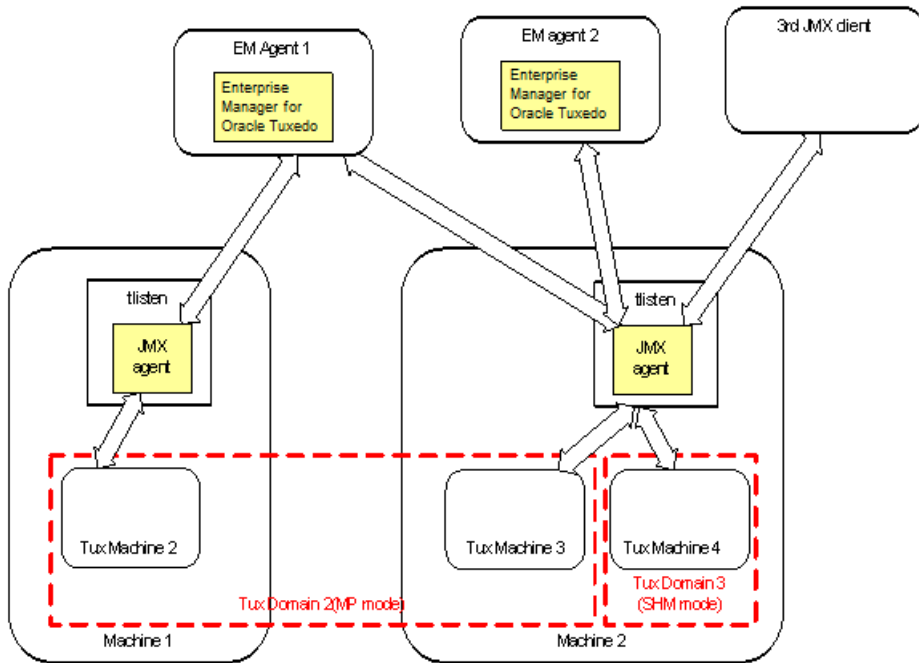 EM Agent 1
Enterprise
Manager for
Oracle Tuxedo
EM agent 2
Enterprise
Manager for
Oracle Tuxedo
3rd JMX client
tlisten
JMX
agent
tlisten
JMX
agent
Tux Machine 2
Tux Machine 3
Tux Machine 4
Tux Domain 2(MP mode)
Tux Domain 3
(SHM mode)
Machine 1
Machine 2